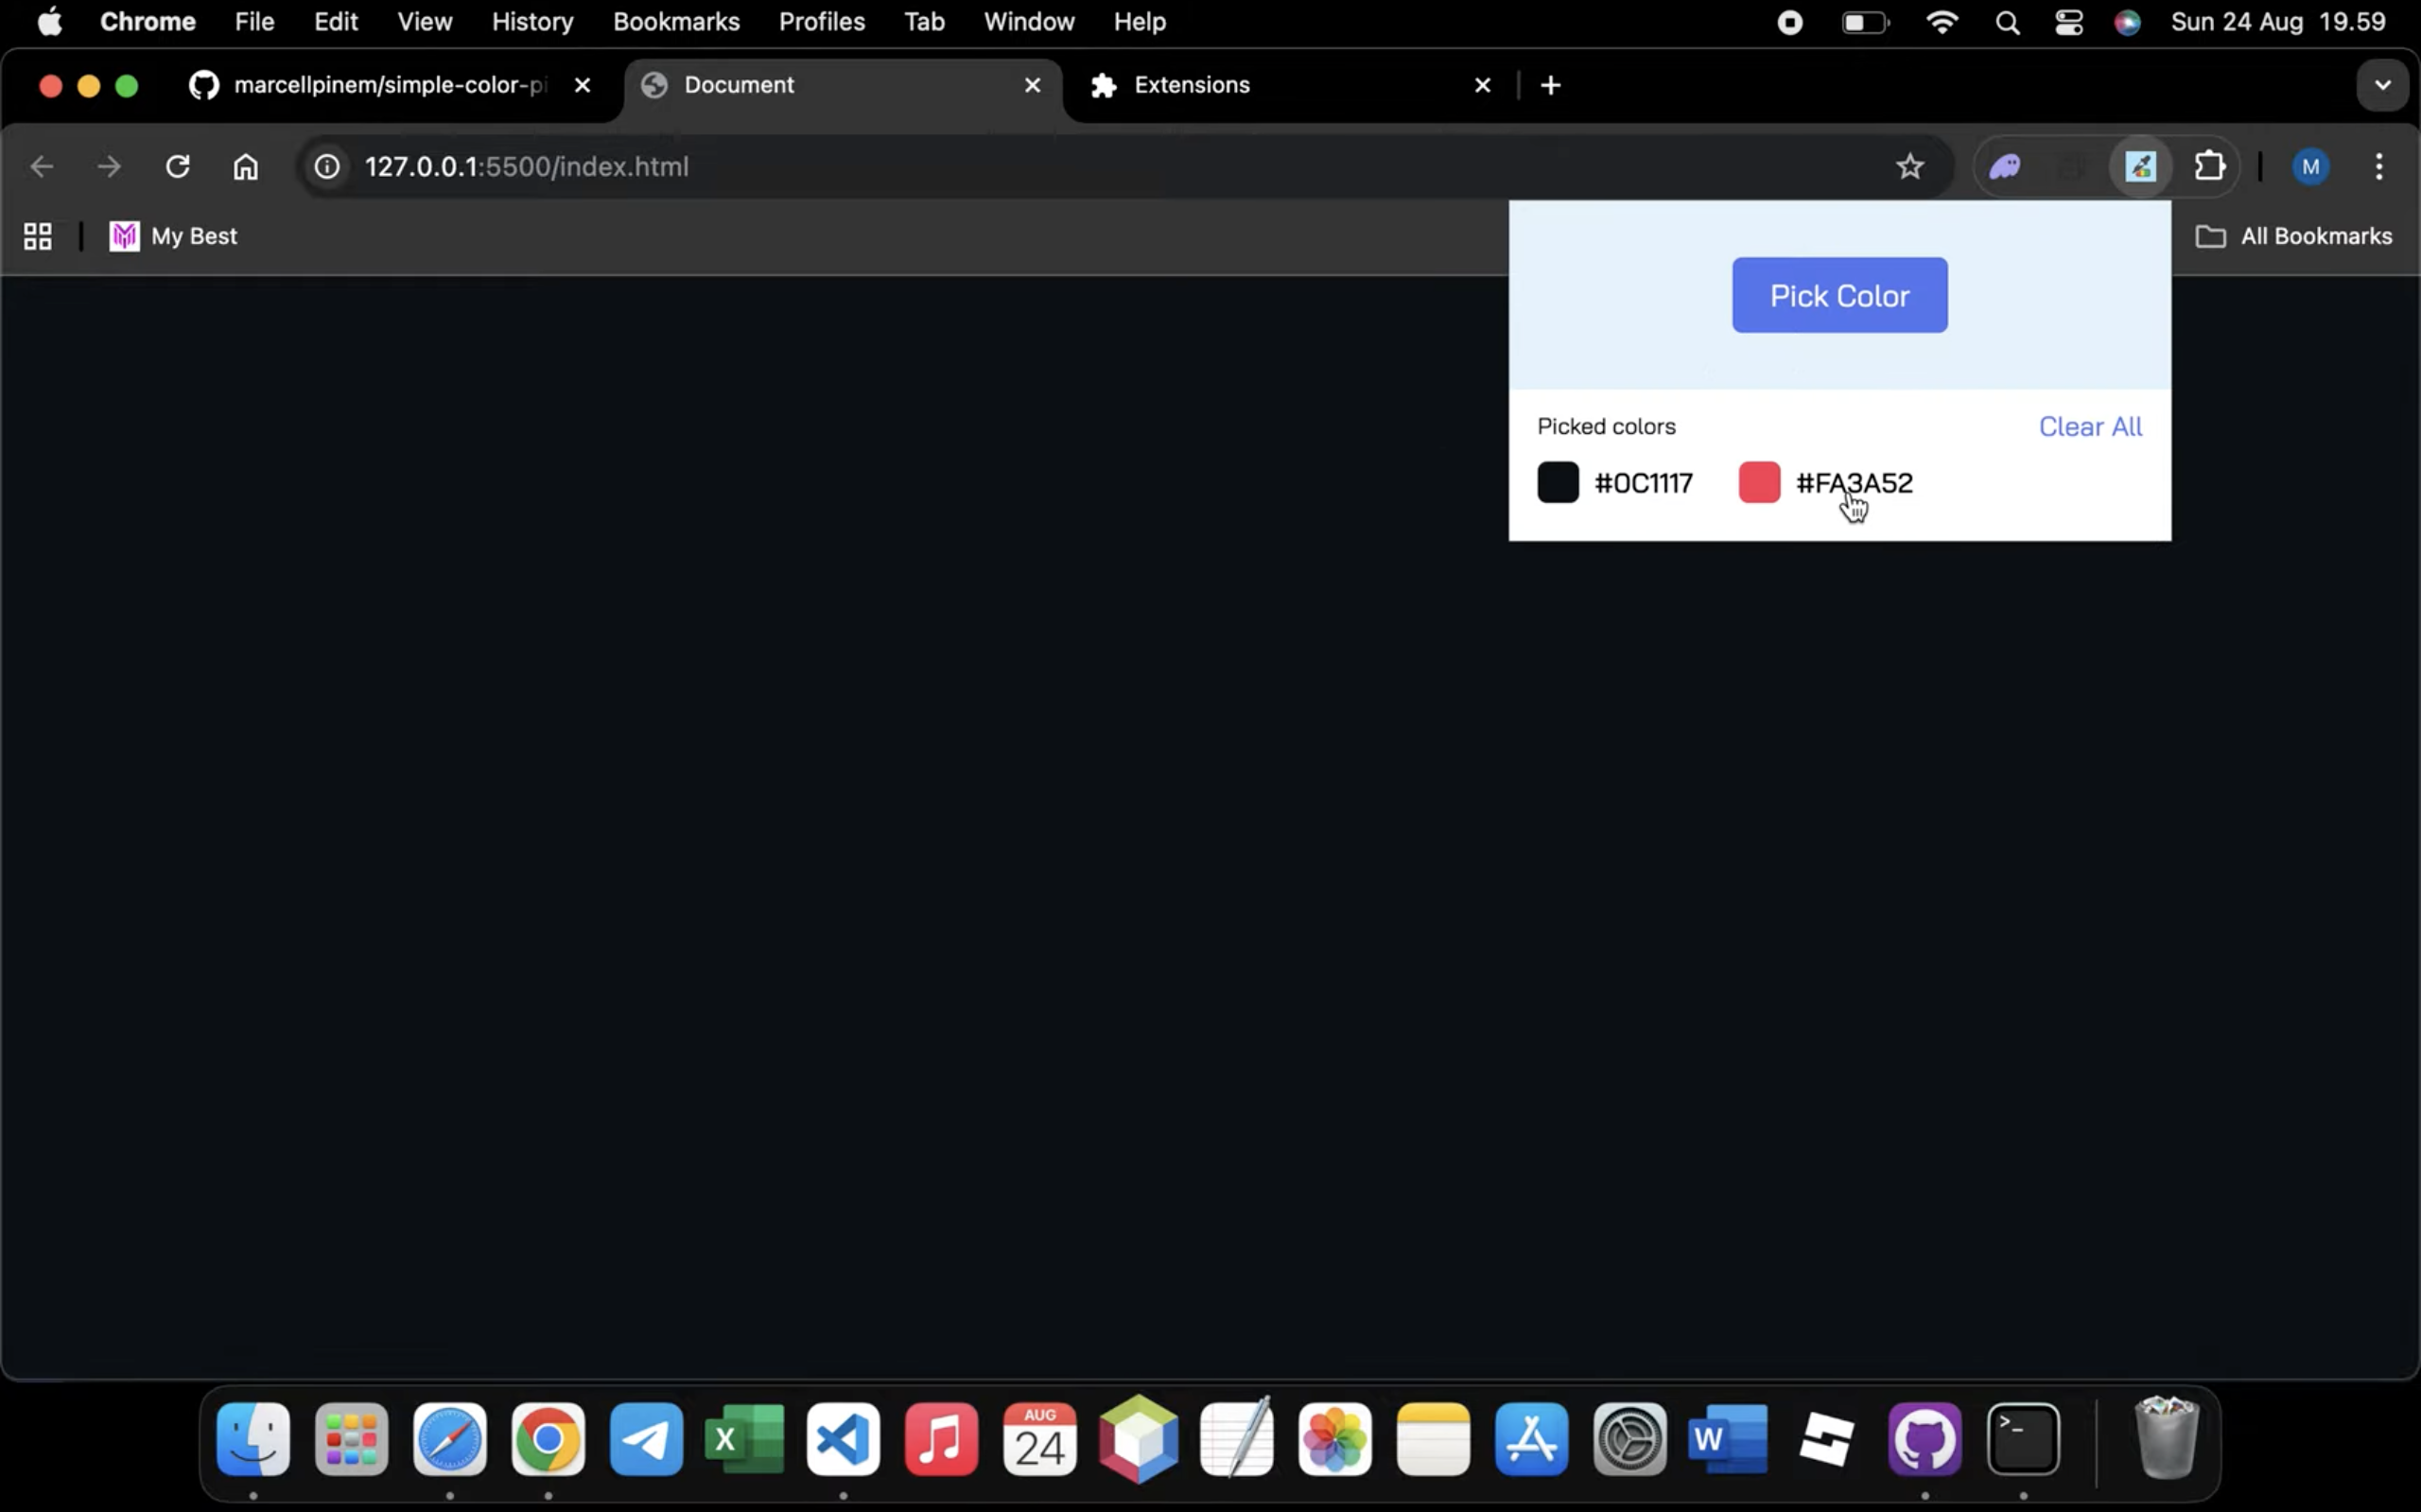 Chrome File Edit View History Bookmarks Profiles Tab Window Help Sun 24 Aug 19.59
marcellpinem/simple-color-pi Document Extensions
127.0.0.1:5500/index.html M
My Best All Bookmarks
Pick Color
Picked colors Clear All
#0C1117 #FA3A52
AUG
24
X
W
>_